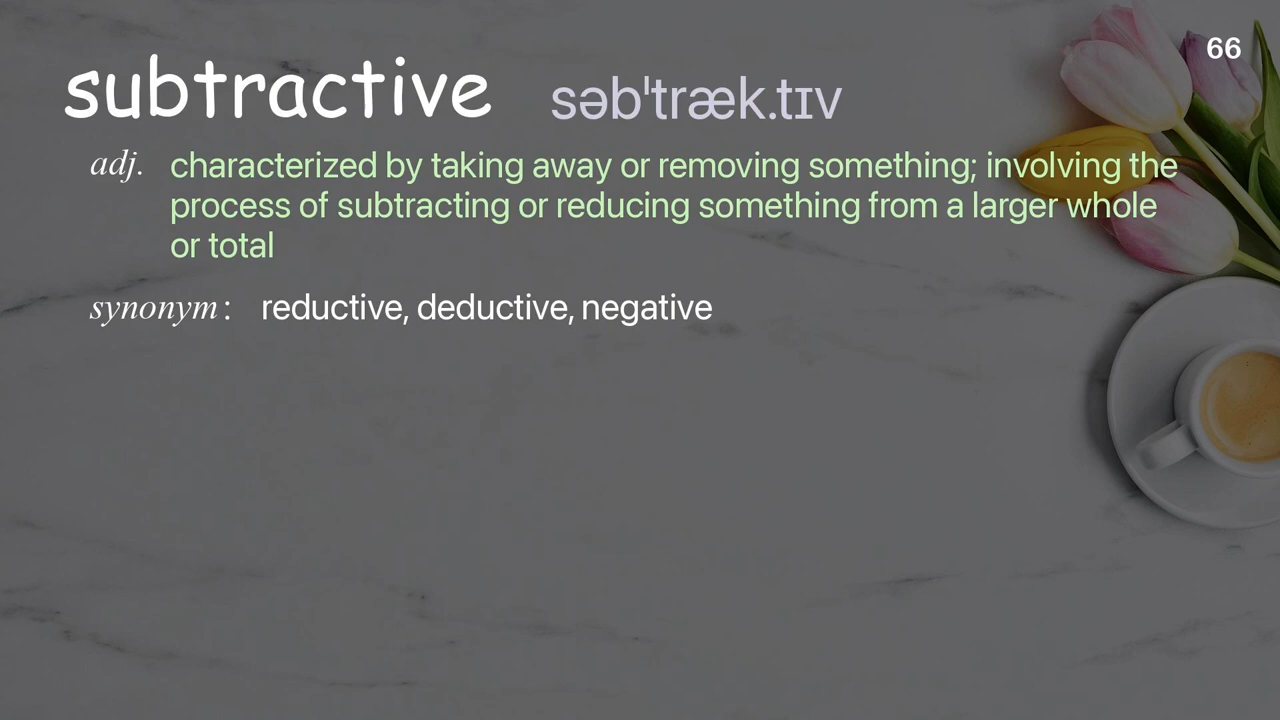 66
subtractive səbˈtræk.tɪv
adj. characterized by taking away or removing something; involving the
process of subtracting or reducing something from a larger whole
or total
synonym : reductive, deductive, negative